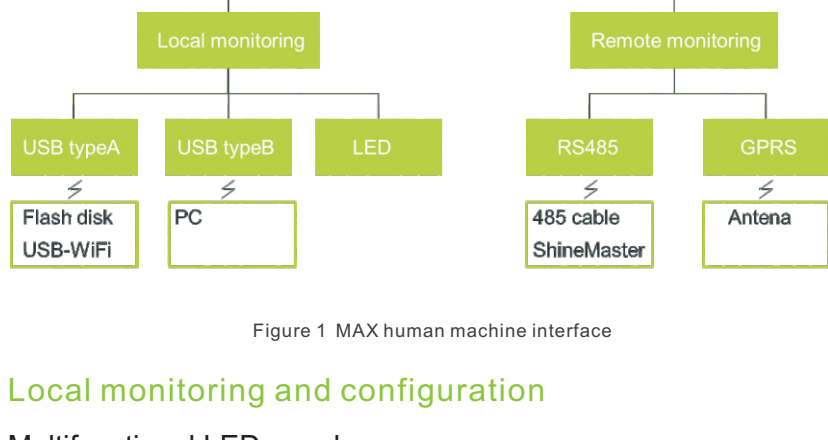 Local monitoring
Remote monitoring
USB typeA
USB typeB
LED
RS485
GPRS
Flash disk
USB-WiFi
PC
485 cable
ShineMaster
Antena
Figure 1 MAX human machine interface
Local monitoring and configuration